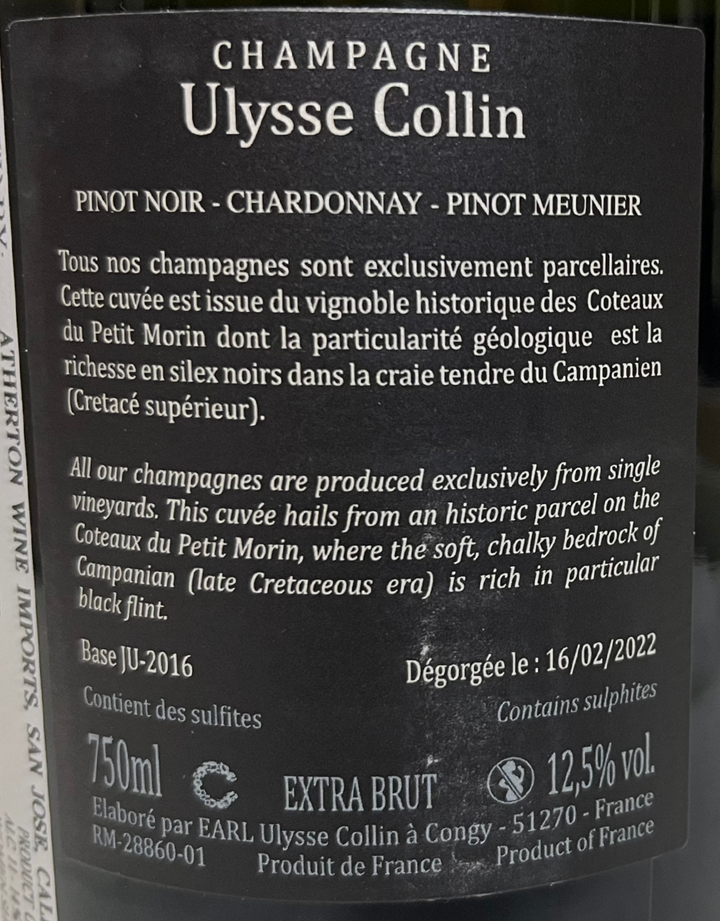 CHAMPAGNE
Ulysse Collin
PINOT NOIR - CHARDONNAY - PINOT MEUNIER
Tous nos champagnes sont exclusivement parcellaires.
Cette cuvée est issue du vignoble historique des Coteaux
du Petit Morin dont la particularité géologique est la
richesse en silex noirs dans la craie tendre du Campanien
(Cretacé supérieur).
All our champagnes are produced exclusively from single
vineyards. This cuvée hails from an historic parcel on the
Coteaux du Petit Morin, where the soft, chalky bedrock of
Campanian (late Cretaceous era) is rich in particular
black flint.
Base JU-2016
Dégorgée le : 16/02/2022
Contient des sulfites
Contains sulphites
750ml
EXTRA BRUT
12,5% vol.
Elaboré par EARL Ulysse Collin à Congy - 51270 - France
RM-28860-01
Produit de France
Product of France
ATHERTON WINE IMPORTS, SAN JOSE, CAL